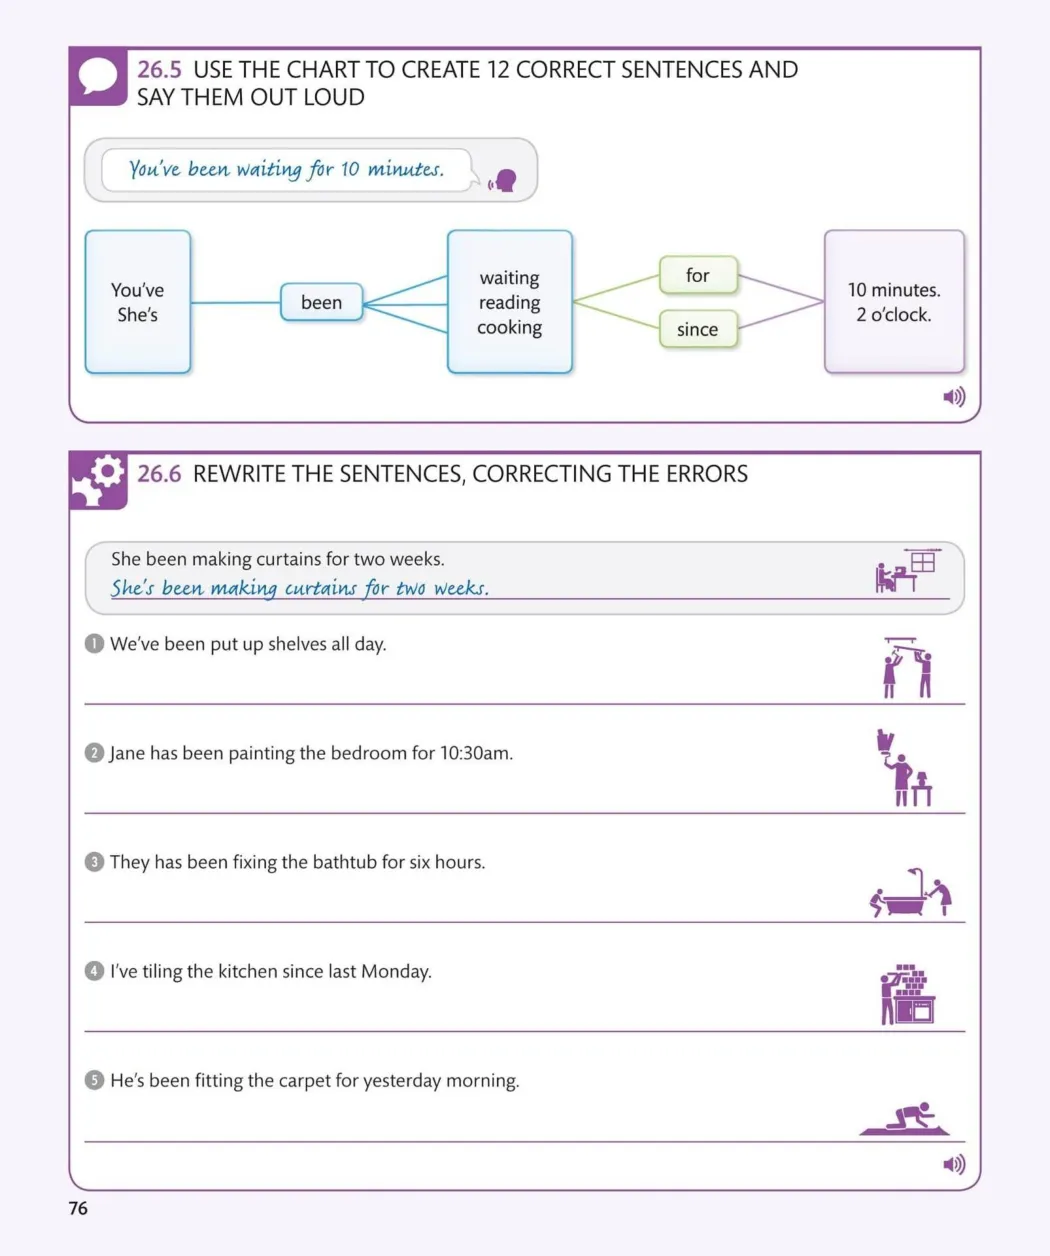 26.5 USE THE CHART TO CREATE 12 CORRECT SENTENCES AND
SAY THEM OUT LOUD
You've been waiting for 10 minutes.
You've
She's
been
waiting
reading
cooking
for
since
10 minutes.
2 o'clock.
26.6 REWRITE THE SENTENCES, CORRECTING THE ERRORS
She been making curtains for two weeks.
She's been making curtains for two weeks.
1 We've been put up shelves all day.
2 Jane has been painting the bedroom for 10:30am.
3 They has been fixing the bathtub for six hours.
4 I've tiling the kitchen since last Monday.
5 He's been fitting the carpet for yesterday morning.
76